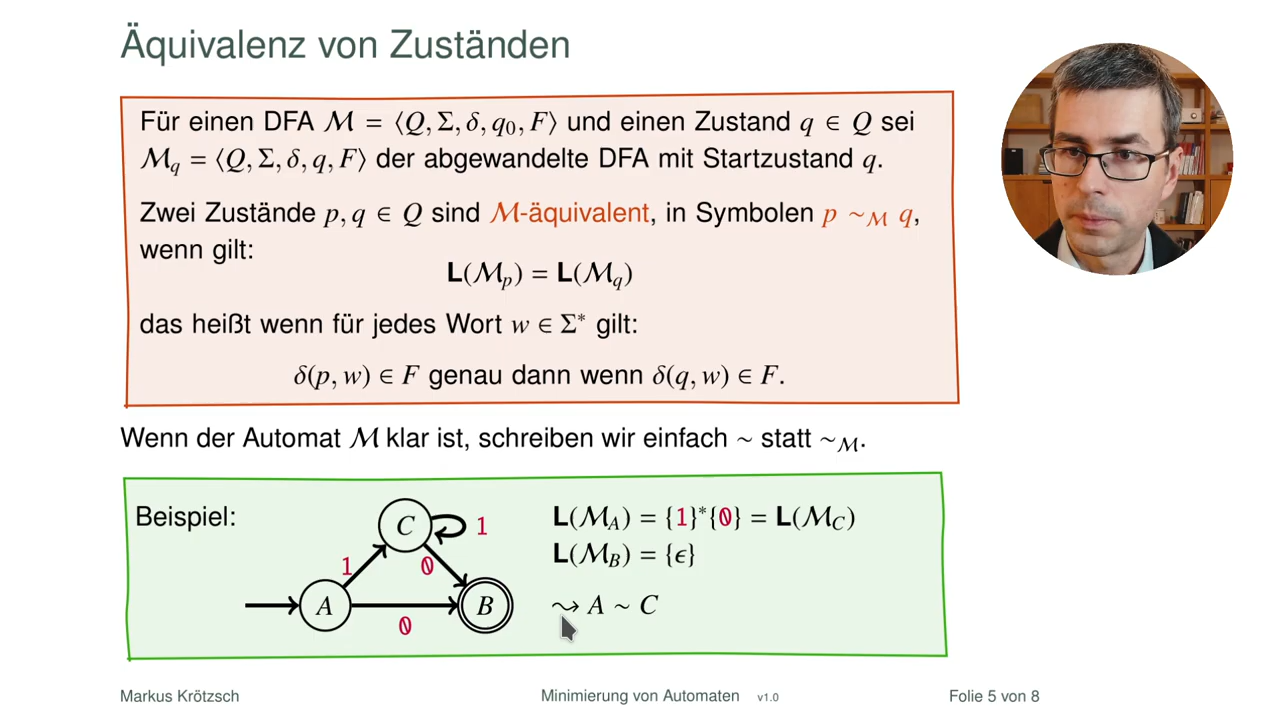 Äquivalenz von Zuständen
Für einen DFA ℳ = ⟨Q, Σ, δ, q₀, F⟩ und einen Zustand q ∈ Q sei
ℳ_q = ⟨Q, Σ, δ, q, F⟩ der abgewandelte DFA mit Startzustand q.
Zwei Zustände p, q ∈ Q sind ℳ-äquivalent, in Symbolen p ∼_ℳ q,
wenn gilt:
L(ℳ_p) = L(ℳ_q)
das heißt wenn für jedes Wort w ∈ Σ* gilt:
δ(p, w) ∈ F genau dann wenn δ(q, w) ∈ F.
Wenn der Automat ℳ klar ist, schreiben wir einfach ∼ statt ∼_ℳ.
Beispiel:
C
1
1
0
A
B
0
L(ℳ_A) = {1}*{0} = L(ℳ_C)
L(ℳ_B) = {ϵ}
⇝ A ∼ C
Markus Krötzsch
Minimierung von Automaten v1.0
Folie 5 von 8